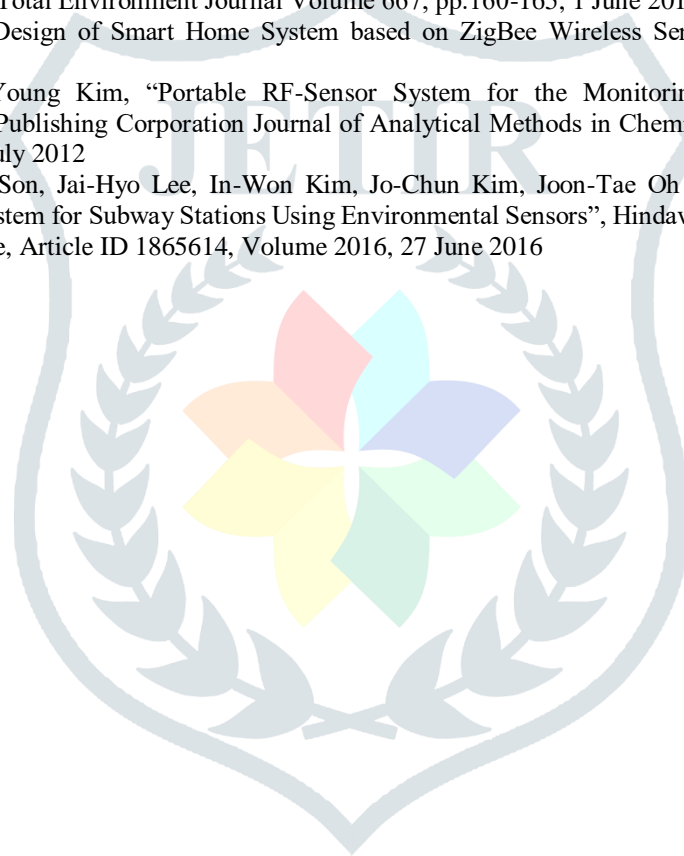 Total Environment Journal Volume 667, pp.160-165, 1 June 201
Design of Smart Home System based on ZigBee Wireless Sen
Young Kim, “Portable RF-Sensor System for the Monitorin
Publishing Corporation Journal of Analytical Methods in Chemi
uly 2012
Son, Jai-Hyo Lee, In-Won Kim, Jo-Chun Kim, Joon-Tae Oh
stem for Subway Stations Using Environmental Sensors”, Hindaw
e, Article ID 1865614, Volume 2016, 27 June 2016
JETIR